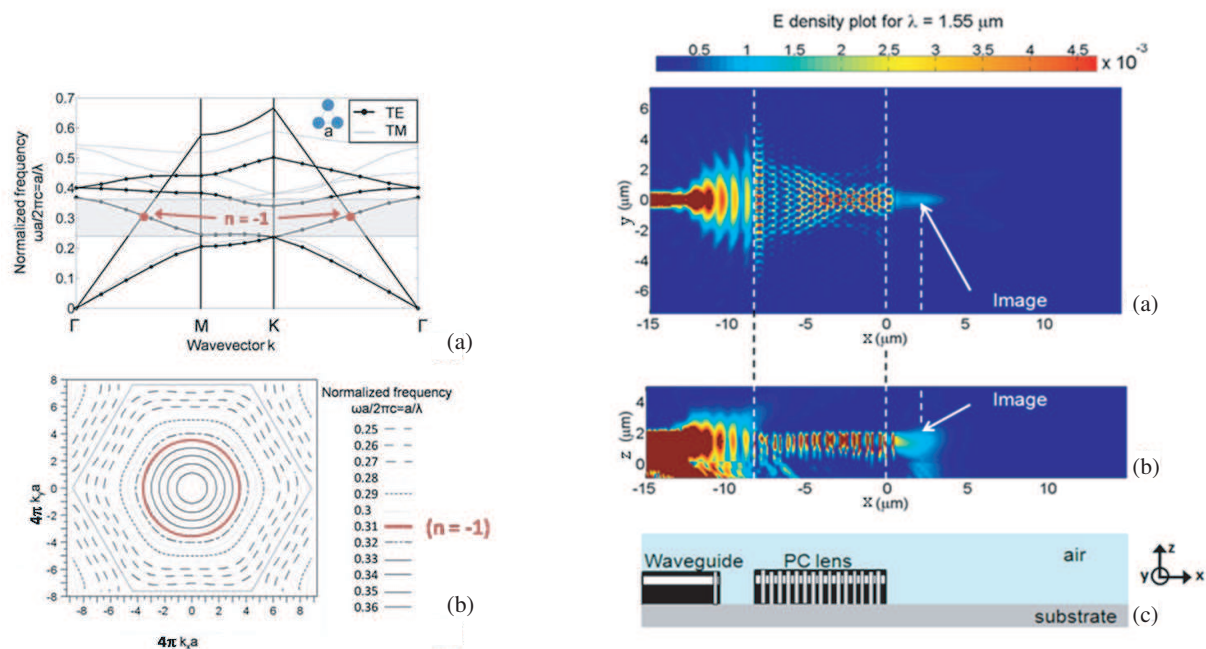 0.7
0.6
0.5
0.4
0.3
0.2
0.1
0
Normalized frequency
ωa/2πc=a/λ
a
TE
TM
n = -1
Γ M K Γ
Wavevector k
(a)
8
6
4
2
0
-2
-4
-6
-8
4π kya
-8 -6 -4 -2 0 2 4 6 8
4π kxa
Normalized frequency
ωa/2πc=a/λ
0.25
0.26
0.27
0.28
0.29
0.3
0.31
(n = -1)
0.32
0.33
0.34
0.35
0.36
(b)
E density plot for λ = 1.55 μm
0.5 1 1.5 2 2.5 3 3.5 4 4.5
x 10⁻³
6
4
2
0
-2
-4
-6
y (μm)
Image
-15 -10 -5 0 5 10
x (μm)
(a)
4
2
0
z (μm)
Image
-15 -10 -5 0 5 10
x (μm)
(b)
Waveguide PC lens air
substrate
z
y x
(c)